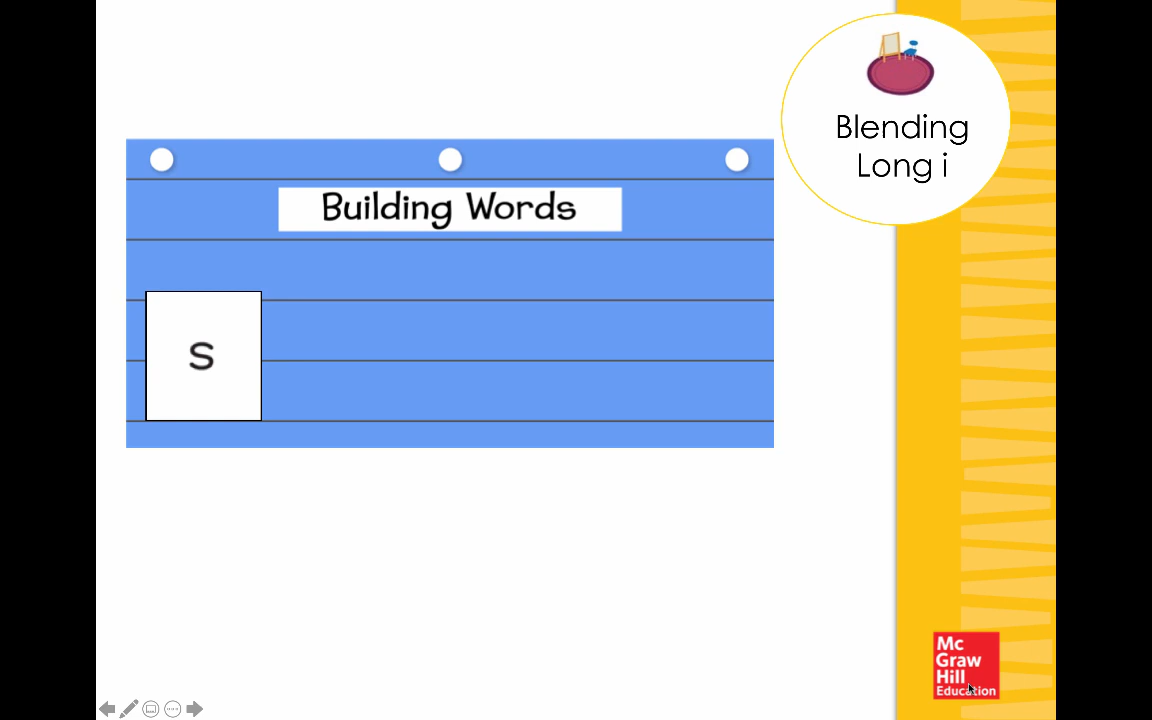 Blending
Long i
Building Words
s
Mc
Graw
Hill
Education